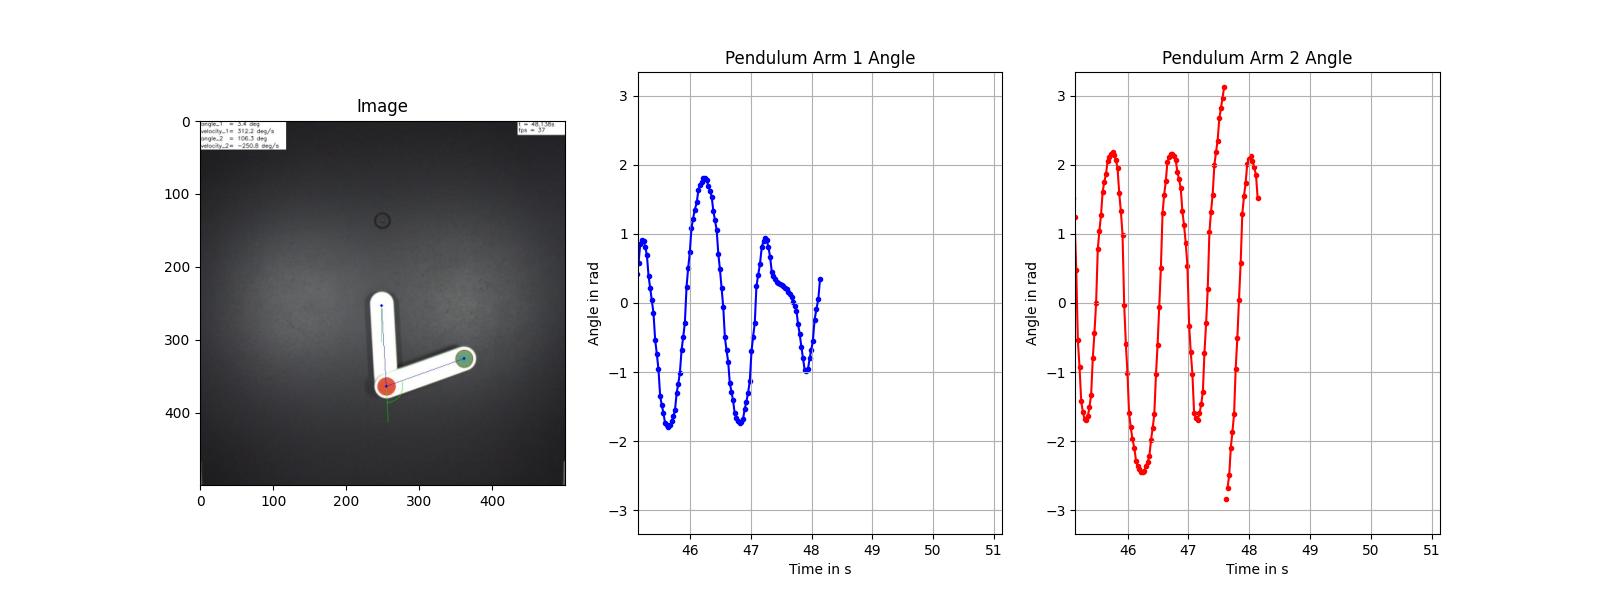 Image
angle_1 = 3.4 deg
velocity_1= 312.2 deg/s
angle_2 = 106.3 deg
velocity_2= -250.8 deg/s
t = 48.138s
fps = 37
0
100
200
300
400
0 100 200 300 400
Pendulum Arm 1 Angle
Angle in rad
3
2
1
0
−1
−2
−3
46 47 48 49 50 51
Time in s
Pendulum Arm 2 Angle
Angle in rad
3
2
1
0
−1
−2
−3
46 47 48 49 50 51
Time in s